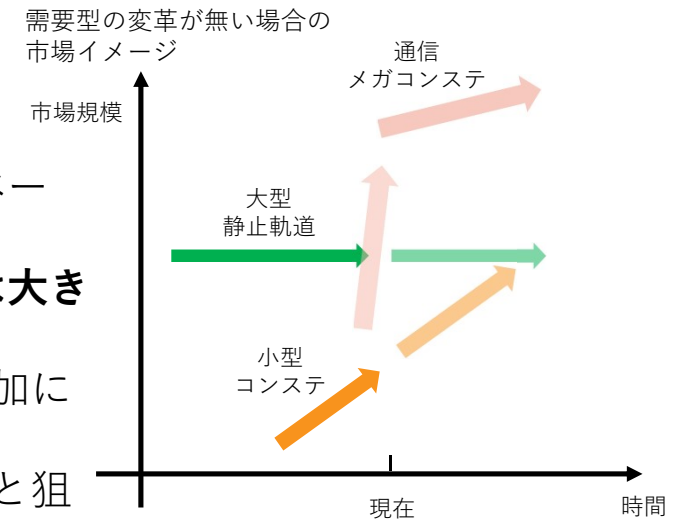 需要型の変革が無い場合の
市場イメージ
通信
メガコンステ
市場規模
大型
静止軌道
小型
コンステ
現在
時間
ー
大き
加に
と狙